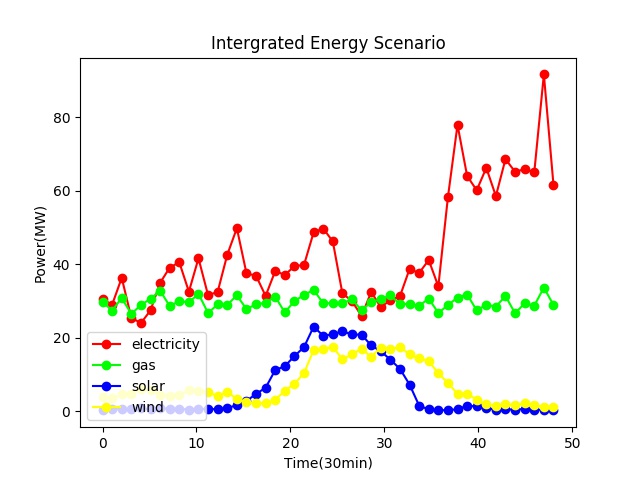 Intergrated Energy Scenario
Power(MW)
80
60
40
20
0
electricity
gas
solar
wind
0 10 20 30 40 50
Time(30min)